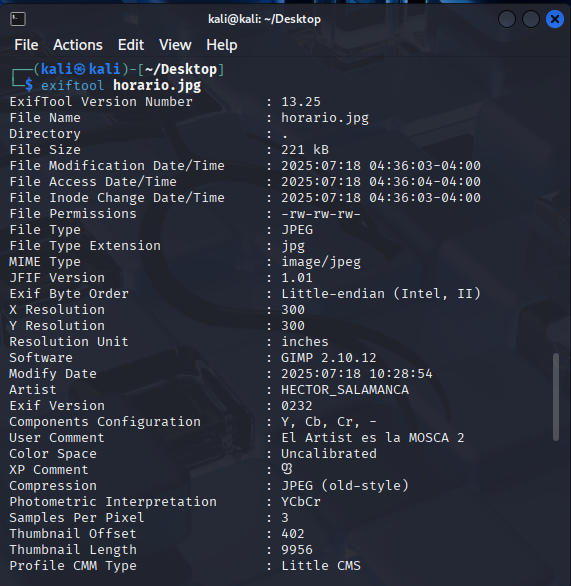 kali@kali: ~/Desktop
File Actions Edit View Help
┌──(kali㉿kali)-[~/Desktop]
└─$ exiftool horario.jpg
ExifTool Version Number : 13.25
File Name : horario.jpg
Directory : .
File Size : 221 kB
File Modification Date/Time : 2025:07:18 04:36:03-04:00
File Access Date/Time : 2025:07:18 04:36:04-04:00
File Inode Change Date/Time : 2025:07:18 04:36:03-04:00
File Permissions : -rw-rw-rw-
File Type : JPEG
File Type Extension : jpg
MIME Type : image/jpeg
JFIF Version : 1.01
Exif Byte Order : Little-endian (Intel, II)
X Resolution : 300
Y Resolution : 300
Resolution Unit : inches
Software : GIMP 2.10.12
Modify Date : 2025:07:18 10:28:54
Artist : HECTOR_SALAMANCA
Exif Version : 0232
Components Configuration : Y, Cb, Cr, -
User Comment : El Artist es la MOSCA 2
Color Space : Uncalibrated
XP Comment :
Compression : JPEG (old-style)
Photometric Interpretation : YCbCr
Samples Per Pixel : 3
Thumbnail Offset : 402
Thumbnail Length : 9956
Profile CMM Type : Little CMS